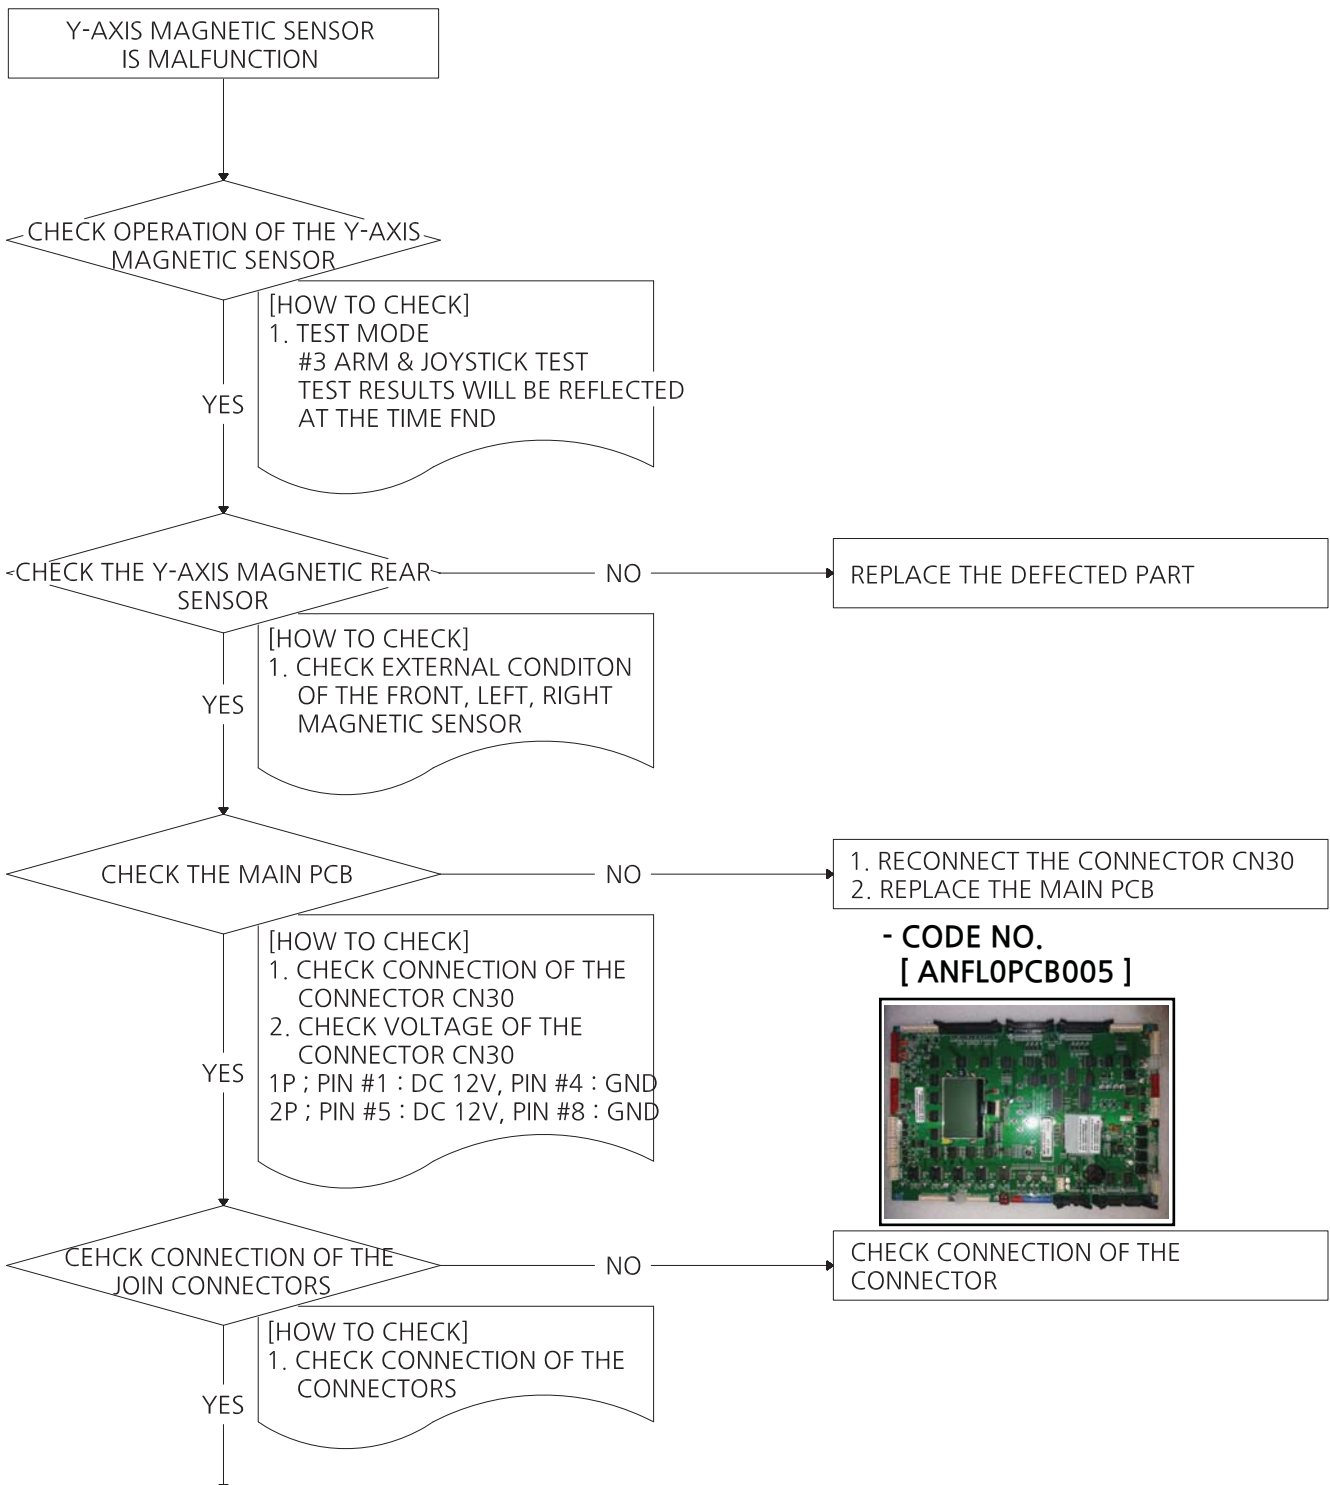 Y-AXIS MAGNETIC SENSOR
IS MALFUNCTION
CHECK OPERATION OF THE Y-AXIS
MAGNETIC SENSOR
[HOW TO CHECK]
1. TEST MODE
#3 ARM & JOYSTICK TEST
TEST RESULTS WILL BE REFLECTED
AT THE TIME FND
YES
CHECK THE Y-AXIS MAGNETIC REAR
SENSOR
NO
REPLACE THE DEFECTED PART
[HOW TO CHECK]
1. CHECK EXTERNAL CONDITON
OF THE FRONT, LEFT, RIGHT
MAGNETIC SENSOR
YES
CHECK THE MAIN PCB
NO
1. RECONNECT THE CONNECTOR CN30
2. REPLACE THE MAIN PCB
- CODE NO.
[ ANFL0PCB005 ]
[HOW TO CHECK]
1. CHECK CONNECTION OF THE
CONNECTOR CN30
2. CHECK VOLTAGE OF THE
CONNECTOR CN30
1P ; PIN #1 : DC 12V, PIN #4 : GND
2P ; PIN #5 : DC 12V, PIN #8 : GND
YES
CEHCK CONNECTION OF THE
JOIN CONNECTORS
NO
CHECK CONNECTION OF THE
CONNECTOR
[HOW TO CHECK]
1. CHECK CONNECTION OF THE
CONNECTORS
YES